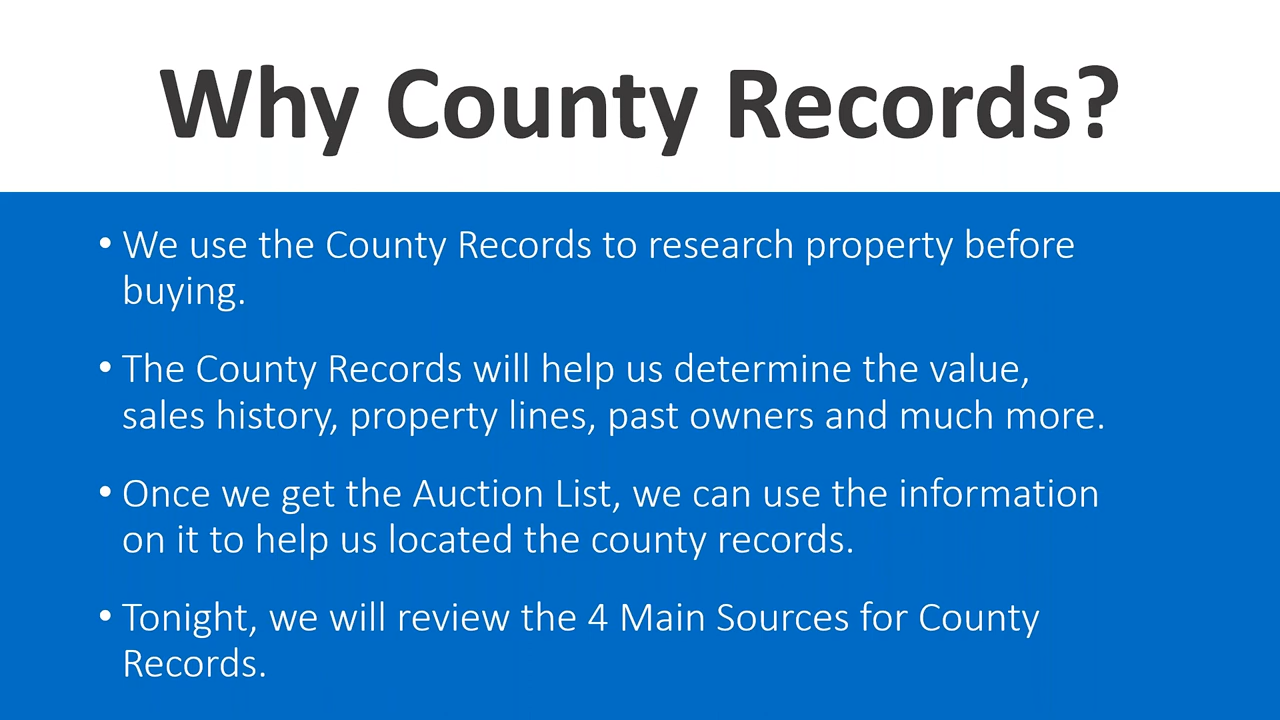 Why County Records?
• We use the County Records to research property before
buying.
• The County Records will help us determine the value,
sales history, property lines, past owners and much more.
• Once we get the Auction List, we can use the information
on it to help us located the county records.
• Tonight, we will review the 4 Main Sources for County
Records.